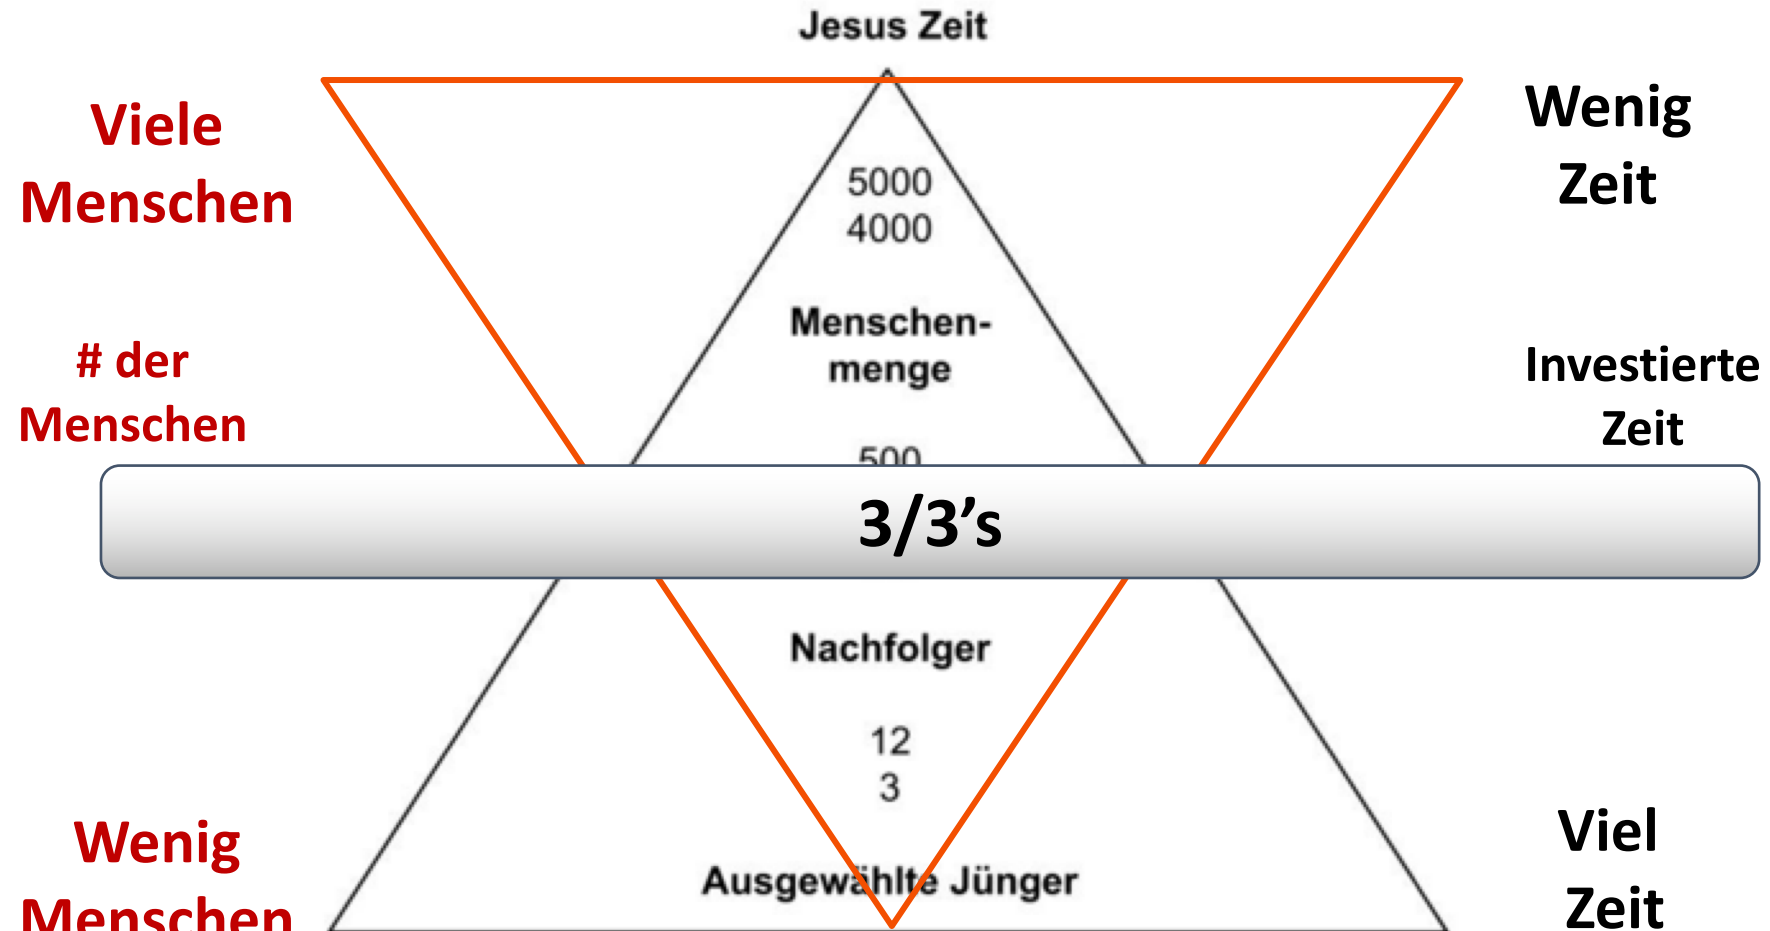 Jesus Zeit
Viele
Menschen
Wenig
Zeit
5000
4000
Menschen-
menge
# der
Menschen
Investierte
Zeit
500
3/3’s
Nachfolger
12
3
Wenig
Menschen
Viel
Zeit
Ausgewählte Jünger